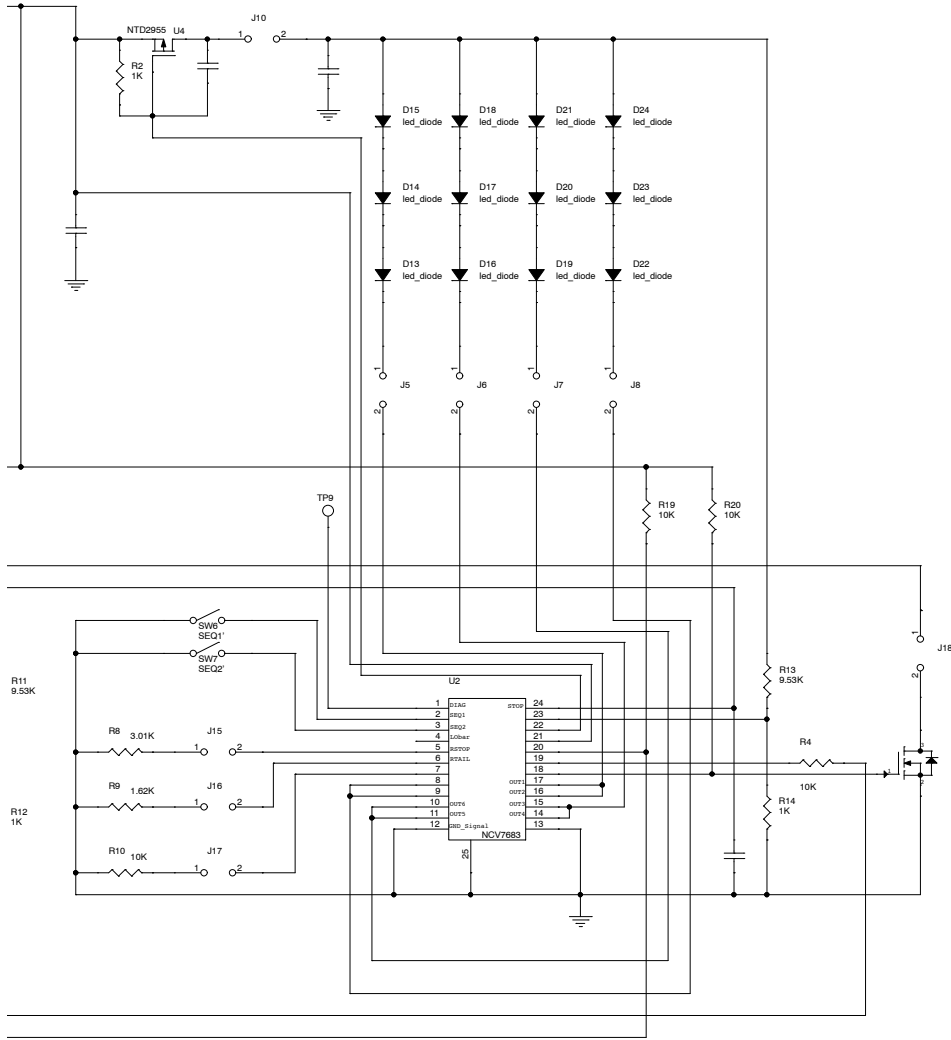 J10
1 2
NTD2955 U4
R2
1K
D15
led_diode
D18
led_diode
D21
led_diode
D24
led_diode
D14
led_diode
D17
led_diode
D20
led_diode
D23
led_diode
D13
led_diode
D16
led_diode
D19
led_diode
D22
led_diode
1 1 1 1
J5 J6 J7 J8
2 2 2 2
TP9
R19
10K
R20
10K
SW6
SEQ1'
SW7
SEQ2'
1
J18
2
R11
9.53K
R13
9.53K
U2
1 DIAG STOP 24
2 SEQ1 23
3 SEQ2 22
4 LObar 21
5 RSTOP 20
6 RTAIL 19
7 18
8 OUT1 17
9 OUT2 16
10 OUT6 OUT3 15
11 OUT5 OUT4 14
12 GND_Signal 13
NCV7683
25
R8 3.01K
1 J15 2
R9 1.62K
1 J16 2
R12
1K
R10 10K
1 J17 2
R4
10K
R14
1K
3
1
2